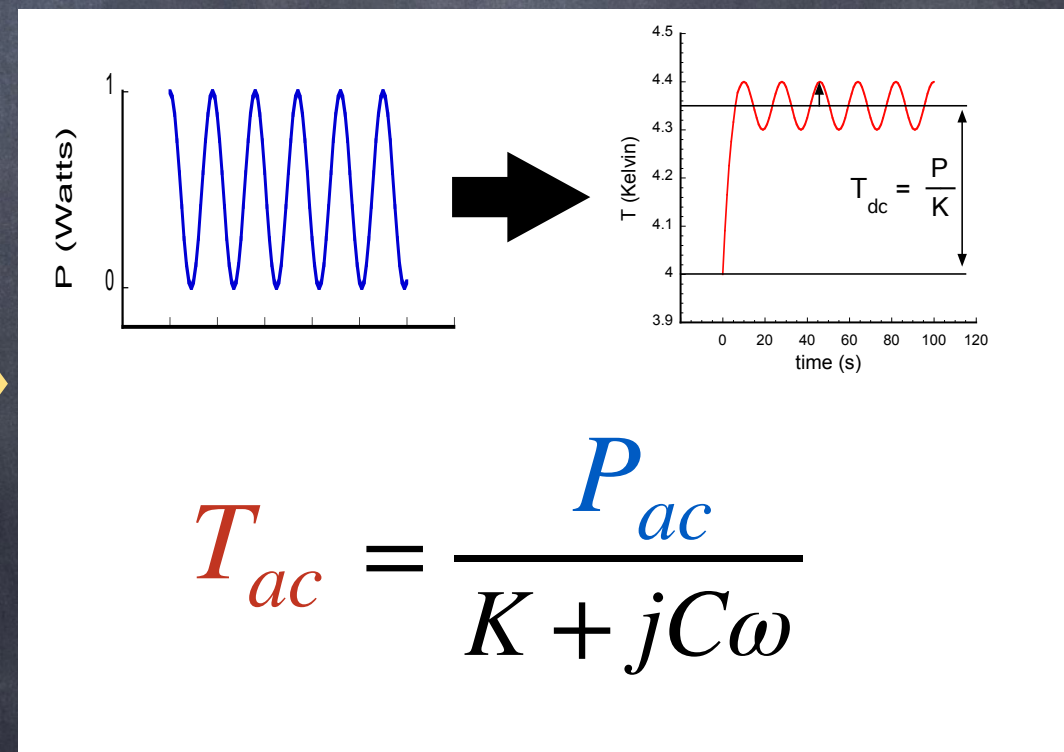 P (Watts)
1
0
T (Kelvin)
4.5
4.4
4.3
4.2
4.1
4
3.9
T_dc = P/K
0 20 40 60 80 100 120
time (s)
T_ac = P_ac / (K + jCω)